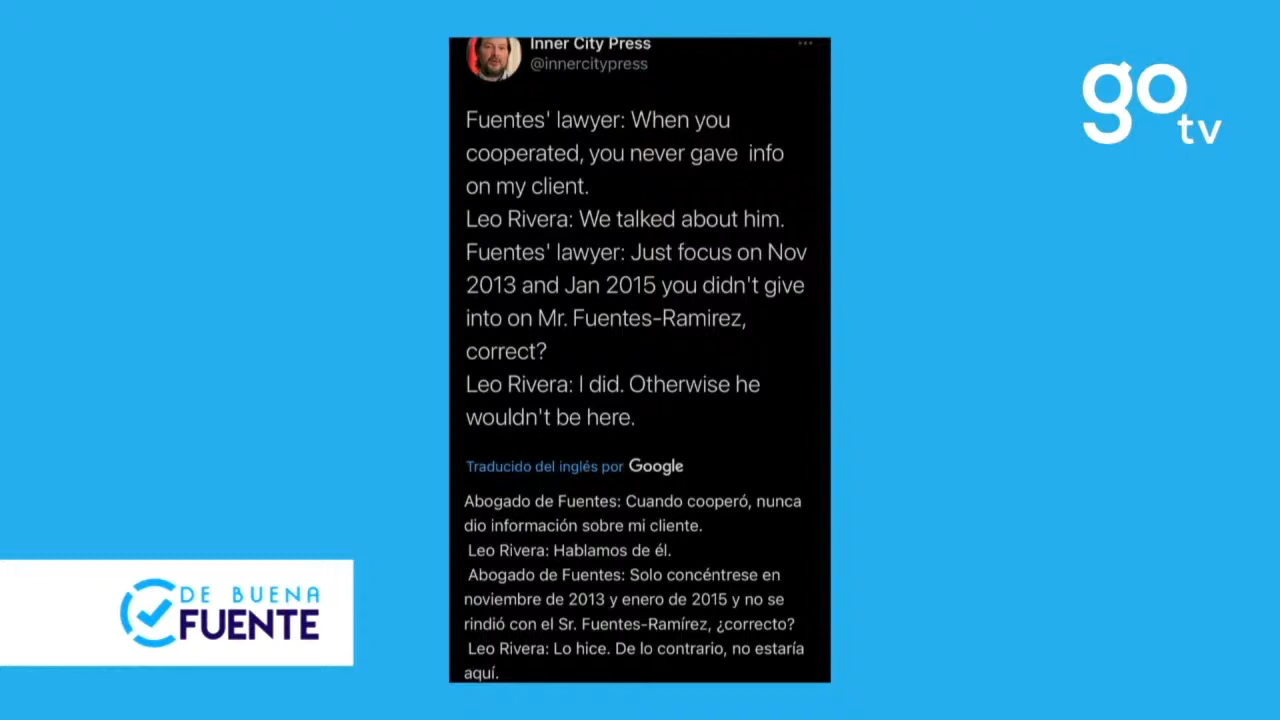 Inner City Press
@innercitypress
go
tv
Fuentes' lawyer: When you
cooperated, you never gave info
on my client.
Leo Rivera: We talked about him.
Fuentes' lawyer: Just focus on Nov
2013 and Jan 2015 you didn't give
into on Mr. Fuentes-Ramirez,
correct?
Leo Rivera: I did. Otherwise he
wouldn't be here.
Traducido del inglés por Google
Abogado de Fuentes: Cuando cooperó, nunca
dio información sobre mi cliente.
Leo Rivera: Hablamos de él.
Abogado de Fuentes: Solo concéntrese en
noviembre de 2013 y enero de 2015 y no se
rindió con el Sr. Fuentes-Ramírez, ¿correcto?
Leo Rivera: Lo hice. De lo contrario, no estaría
aquí.
DE BUENA
FUENTE